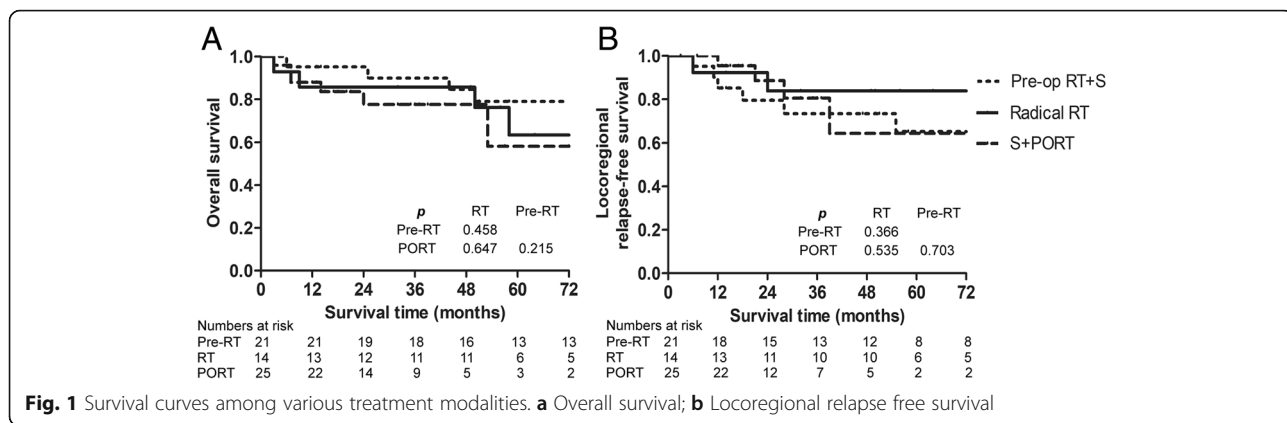 A
Overall survival
1.0
0.8
0.6
0.4
0.2
0.0
p RT Pre-RT
Pre-RT 0.458
PORT 0.647 0.215
0 12 24 36 48 60 72
Survival time (months)
Numbers at risk
Pre-RT 21 21 19 18 16 13 13
RT 14 13 12 11 11 6 5
PORT 25 22 14 9 5 3 2
B
Locoregional
relapse-free survival
1.0
0.8
0.6
0.4
0.2
0.0
p RT Pre-RT
Pre-RT 0.366
PORT 0.535 0.703
0 12 24 36 48 60 72
Survival time (months)
Numbers at risk
Pre-RT 21 18 15 13 12 8 8
RT 14 13 11 10 10 6 5
PORT 25 22 12 7 5 2 2
Pre-op RT+S
Radical RT
S+PORT
Fig. 1 Survival curves among various treatment modalities. a Overall survival; b Locoregional relapse free survival